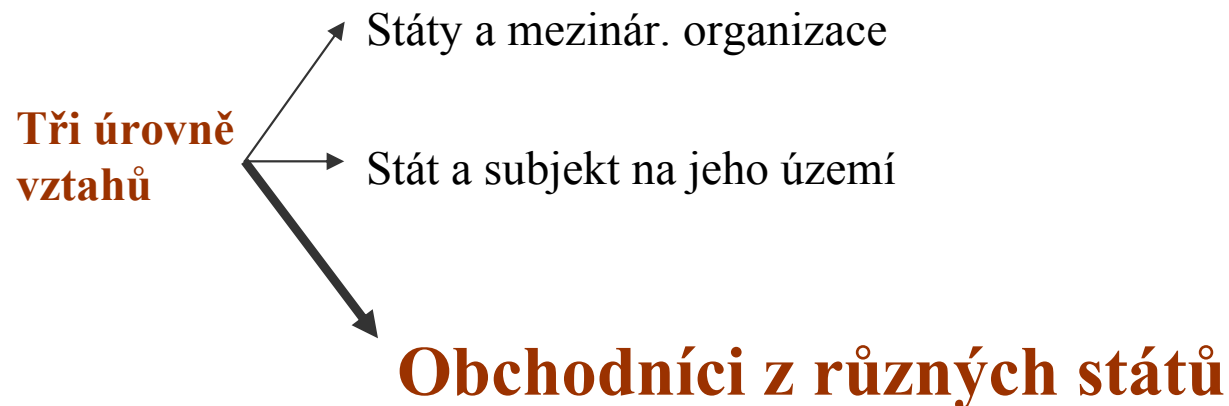 Státy a mezinár. organizace
Tři úrovně
vztahů
Stát a subjekt na jeho území
Obchodníci z různých států